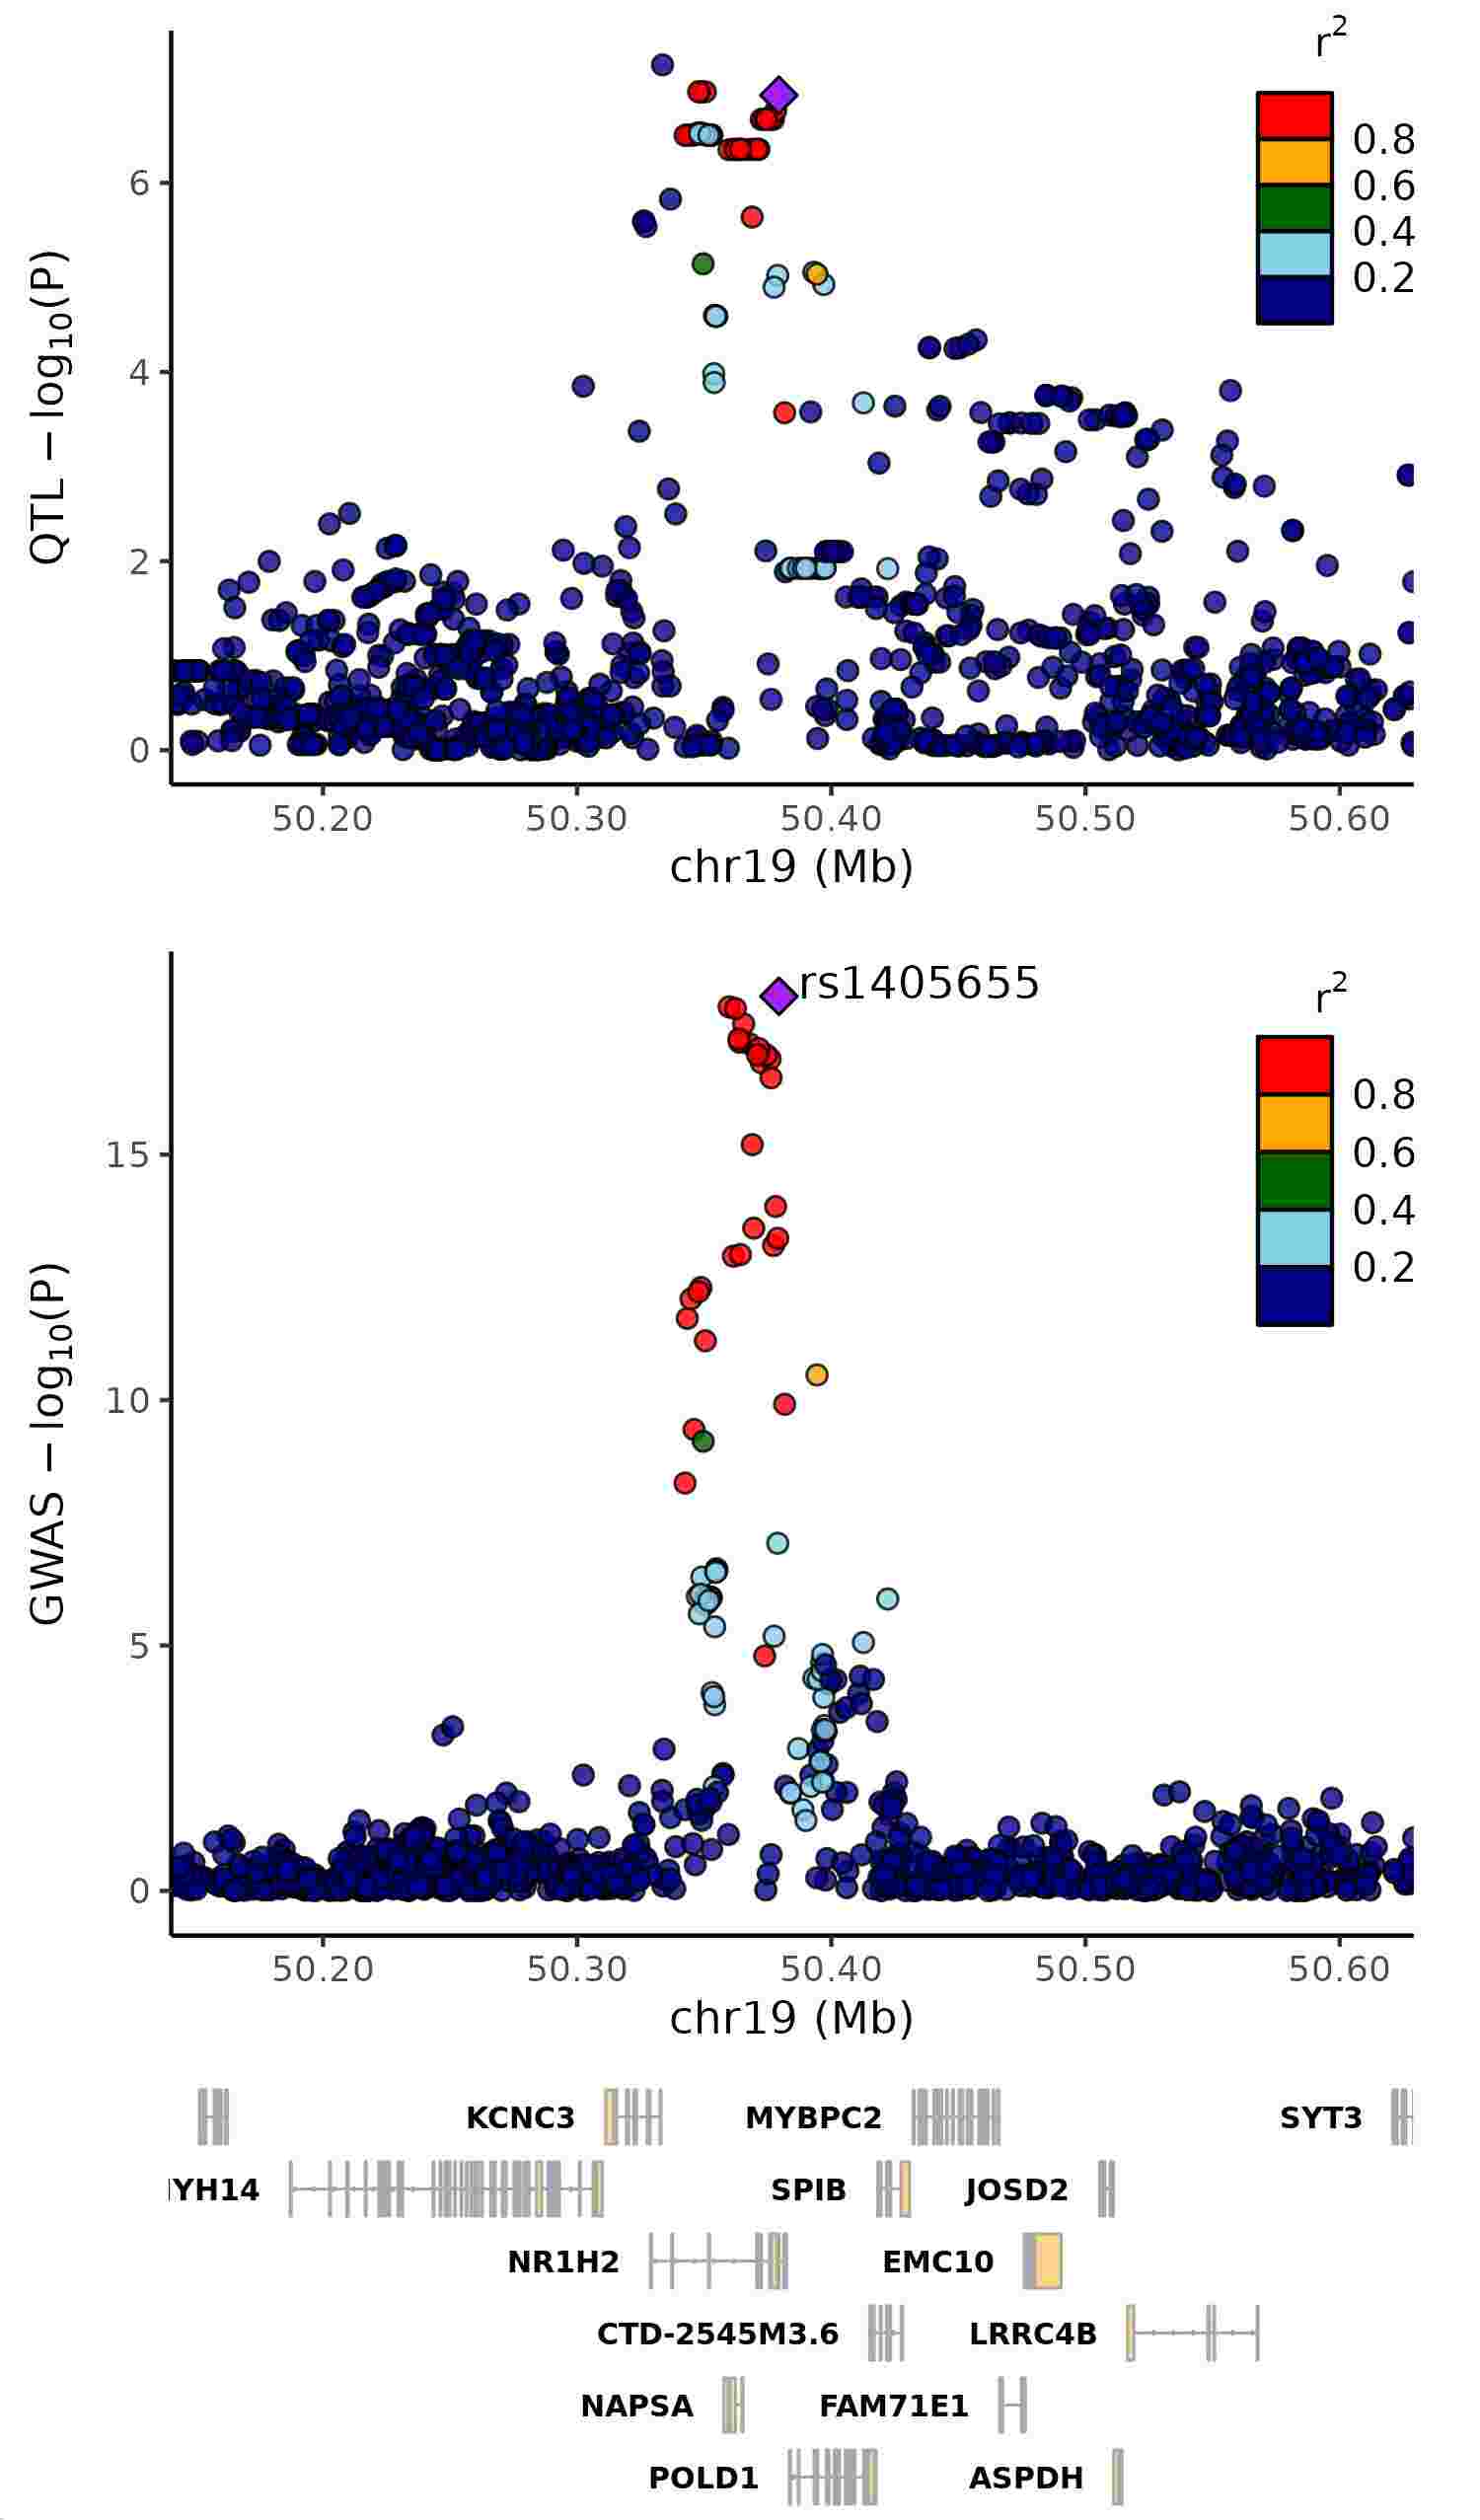 r2
0.8
0.6
0.4
0.2
QTL −log10(P)
6
4
2
0
50.20 50.30 50.40 50.50 50.60
chr19 (Mb)
rs1405655
r2
0.8
0.6
0.4
0.2
GWAS −log10(P)
15
10
5
0
50.20 50.30 50.40 50.50 50.60
chr19 (Mb)
KCNC3 MYBPC2 SYT3
YH14 SPIB JOSD2
NR1H2 EMC10
CTD-2545M3.6 LRRC4B
NAPSA FAM71E1
POLD1 ASPDH